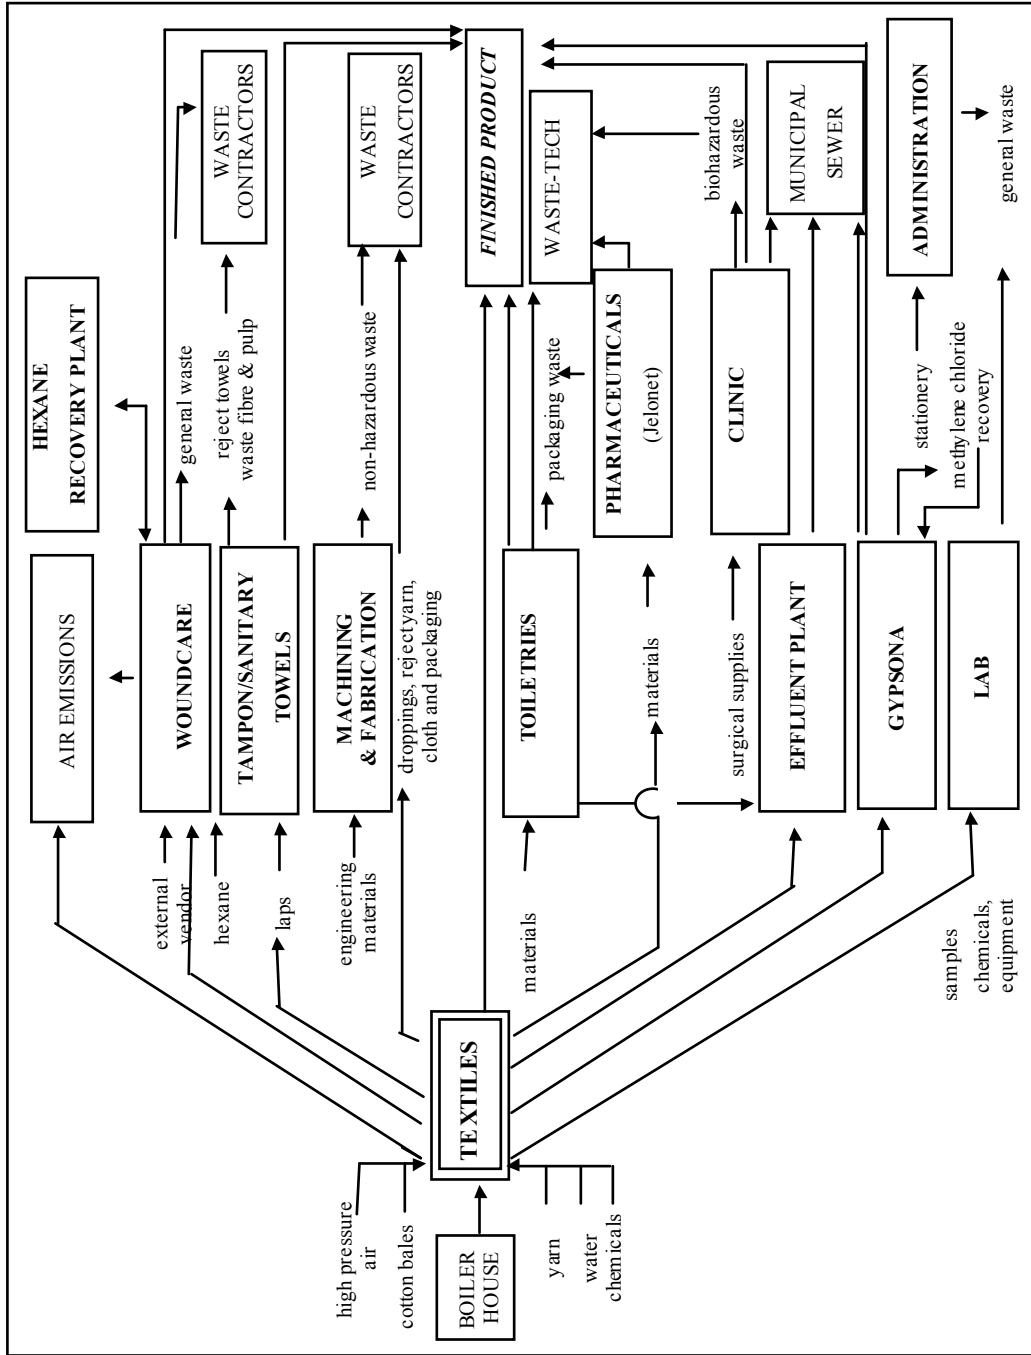 HEXANE
RECOVERY PLANT
AIR EMISSIONS
WOUNDCARE
general waste
WASTE
CONTRACTORS
external
vendor
hexane
TAMPON/SANITARY
TOWELS
reject towels
waste fibre & pulp
laps
MACHINING
& FABRICATION
non-hazardous waste
WASTE
CONTRACTORS
engineering
materials
droppings, reject yarn,
cloth and packaging
high pressure
air
cotton bales
BOILER
HOUSE
TEXTILES
yarn
water
chemicals
FINISHED PRODUCT
TOILETRIES
materials
packaging waste
WASTE-TECH
PHARMACEUTICALS
(Jelonet)
materials
biohazardous
waste
CLINIC
surgical supplies
MUNICIPAL
SEWER
EFFLUENT PLANT
GYPSONA
stationery
methylene chloride
recovery
ADMINISTRATION
general waste
LAB
samples
chemicals,
equipment